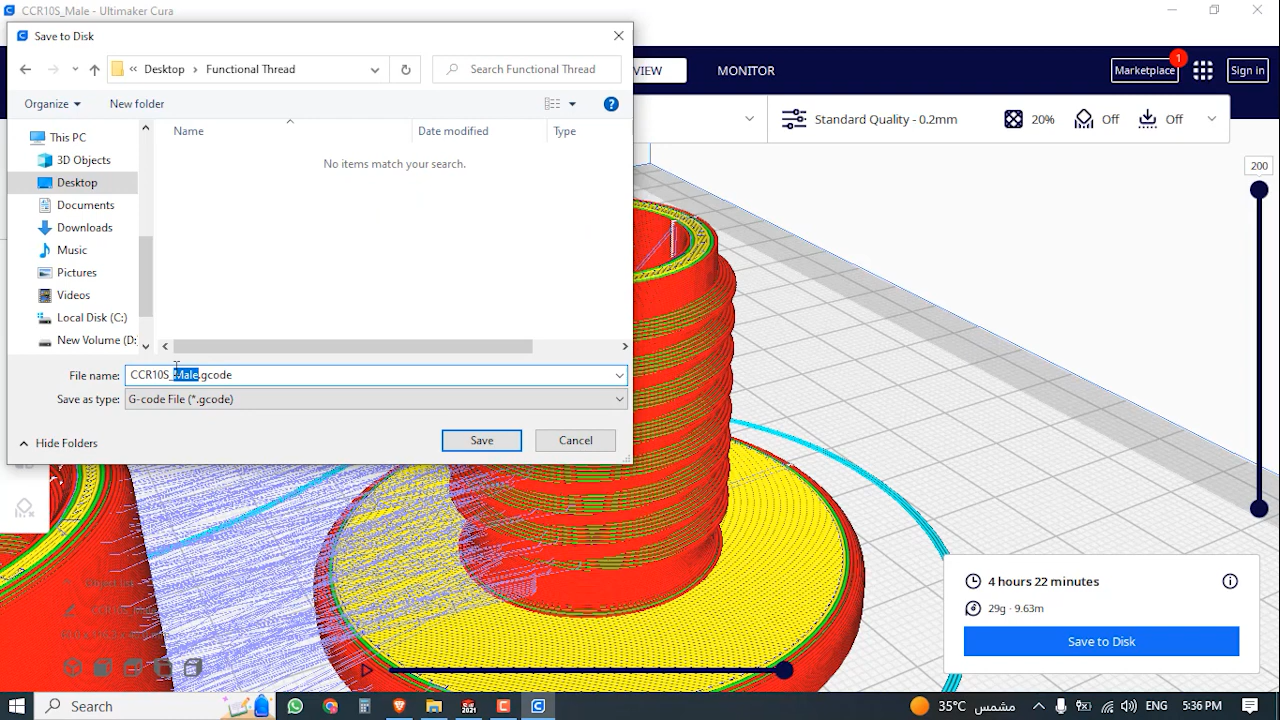 CCR10S_Male - Ultimaker Cura
Save to Disk
Desktop
Functional Thread
Search Functional Thread
VIEW
MONITOR
Marketplace
1
Sign in
Organize
New folder
Standard Quality - 0.2mm
20%
Off
Off
Name
Date modified
Type
This PC
No items match your search.
3D Objects
200
Desktop
Documents
Downloads
Music
Pictures
Videos
Local Disk (C:)
New Volume (D:
File name:
CCR10S_Male.gcode
Save as type:
G-code File (*.gcode)
Hide Folders
Save
Cancel
Object list
4 hours 22 minutes
29g · 9.63m
Save to Disk
Search
2021
35°C
مشمس
ENG
5:36 PM